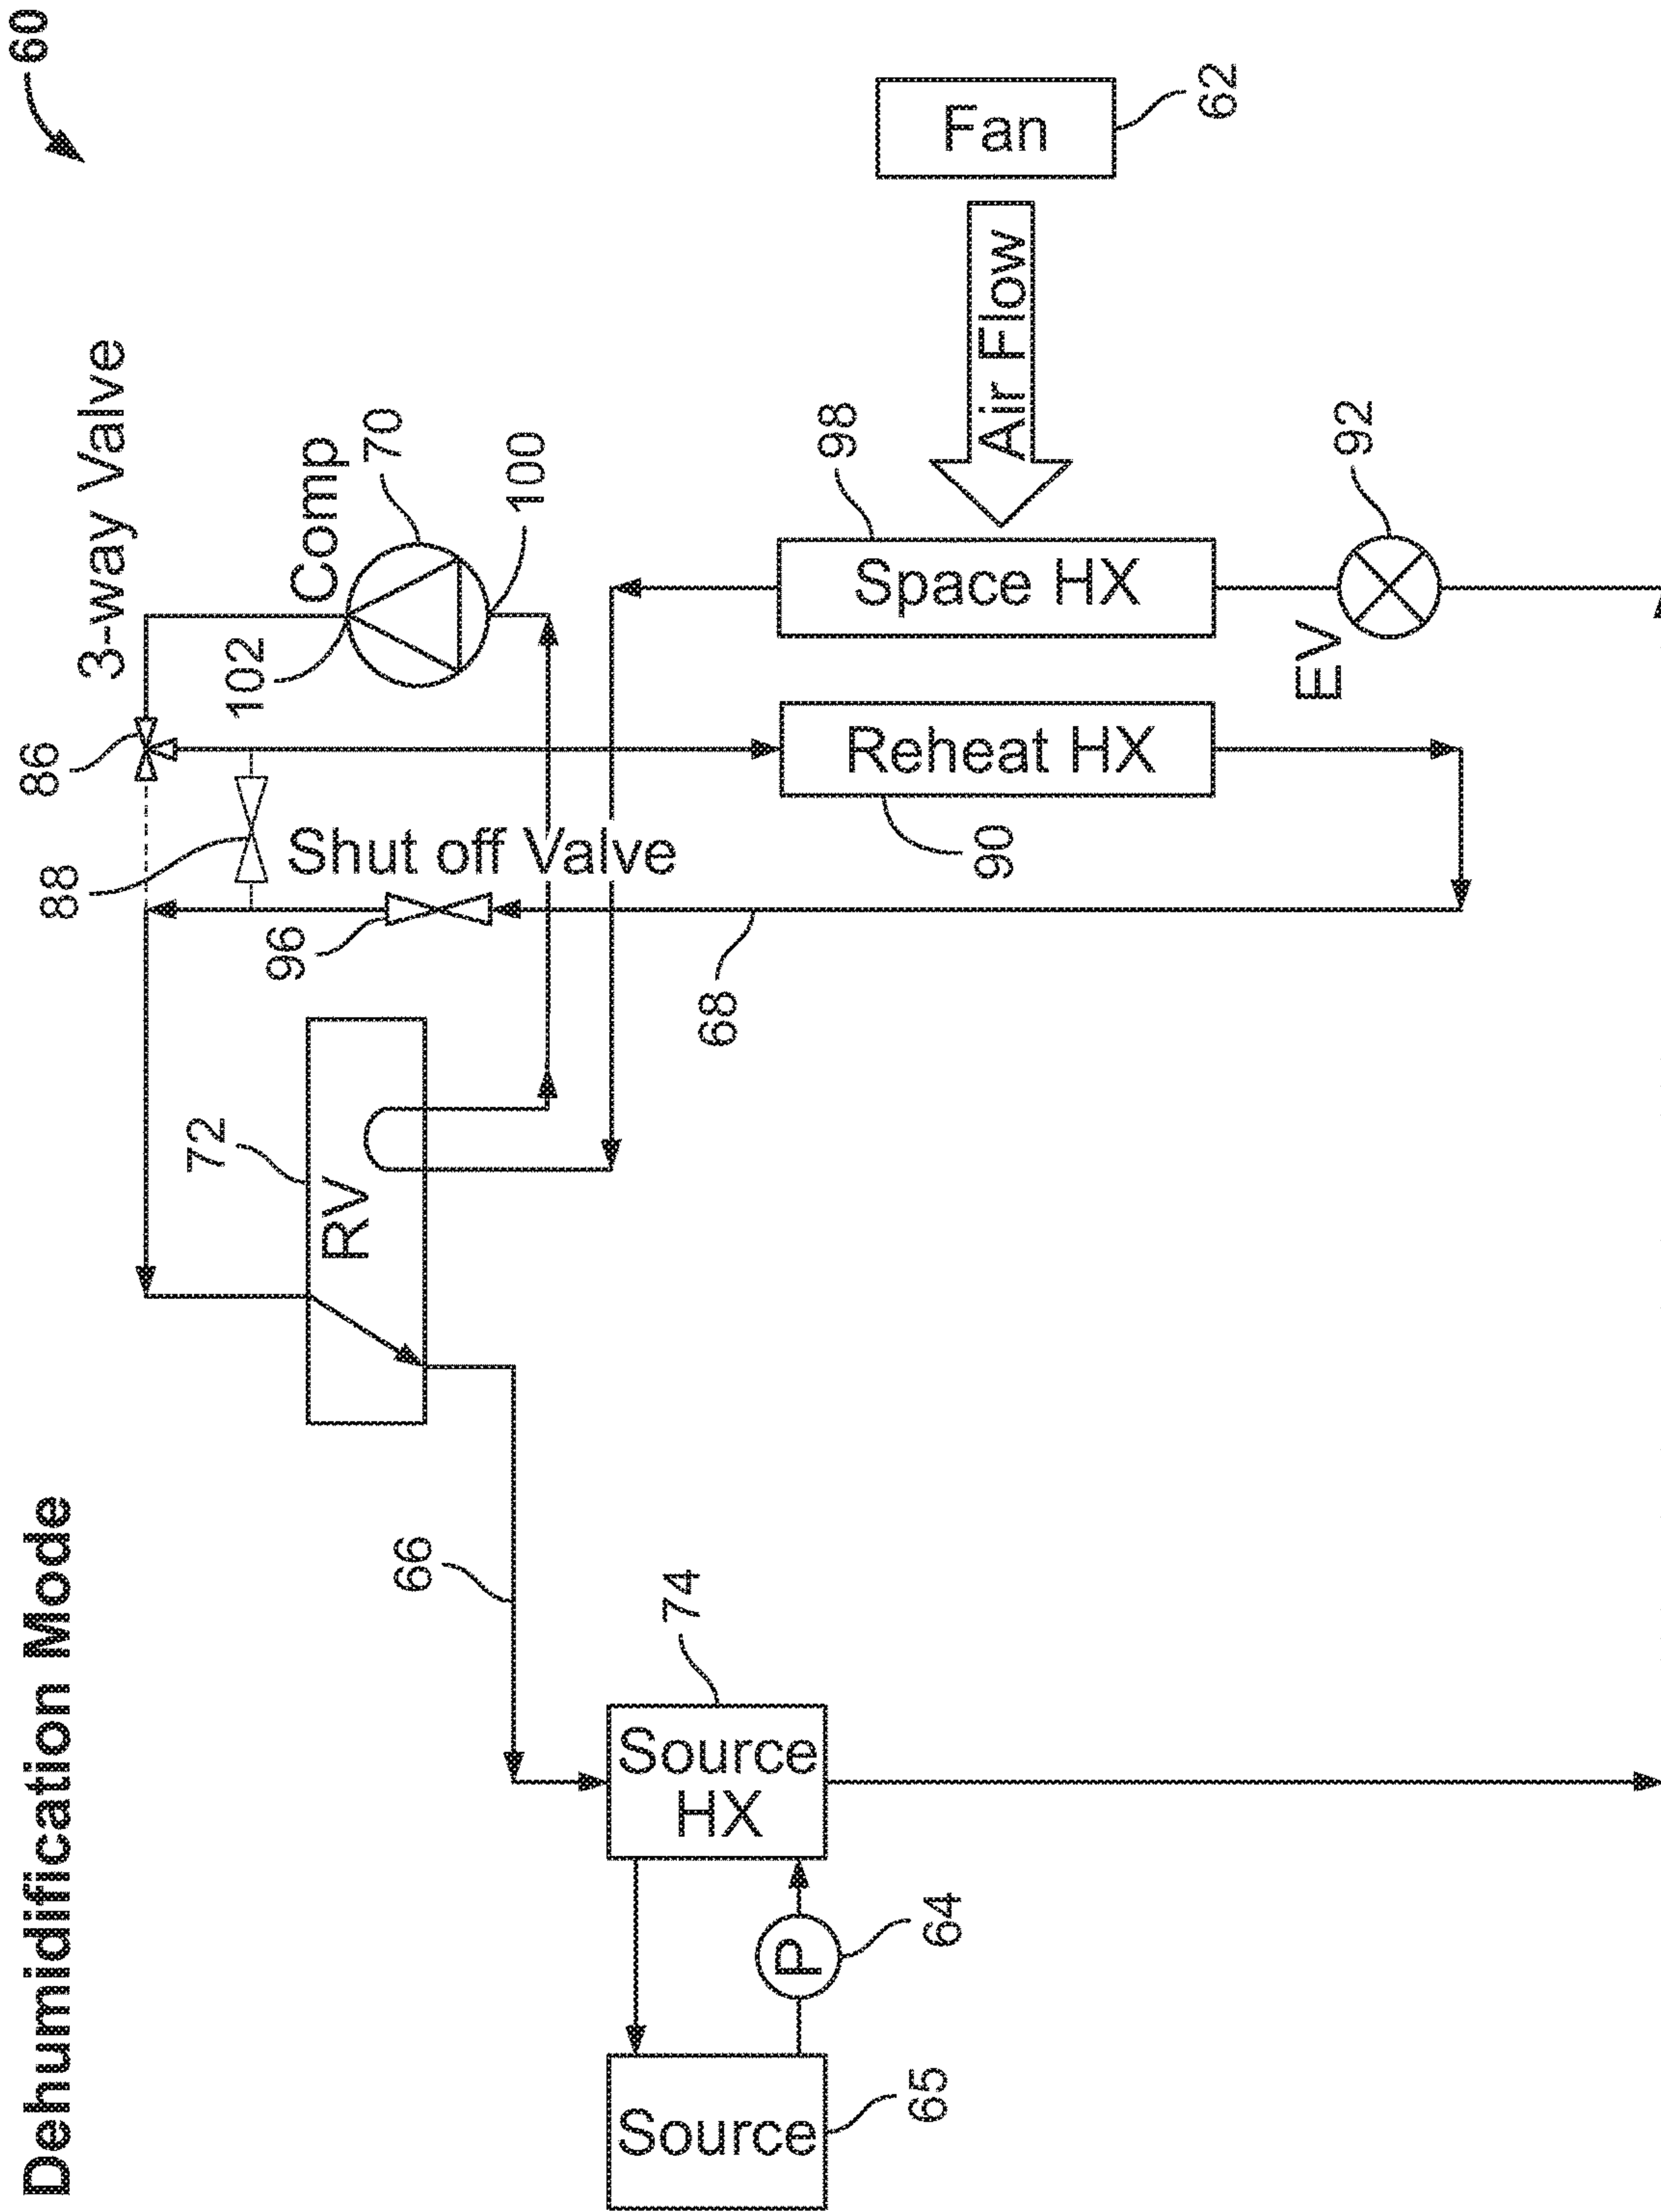 Dehumidification Mode
60
3-way Valve
86
88
102
Comp
70
100
Shut off Valve
96
72
RV
66
68
Source
HX
74
P
64
Source
65
Reheat HX
90
Space HX
98
Air Flow
Fan
62
EV
92